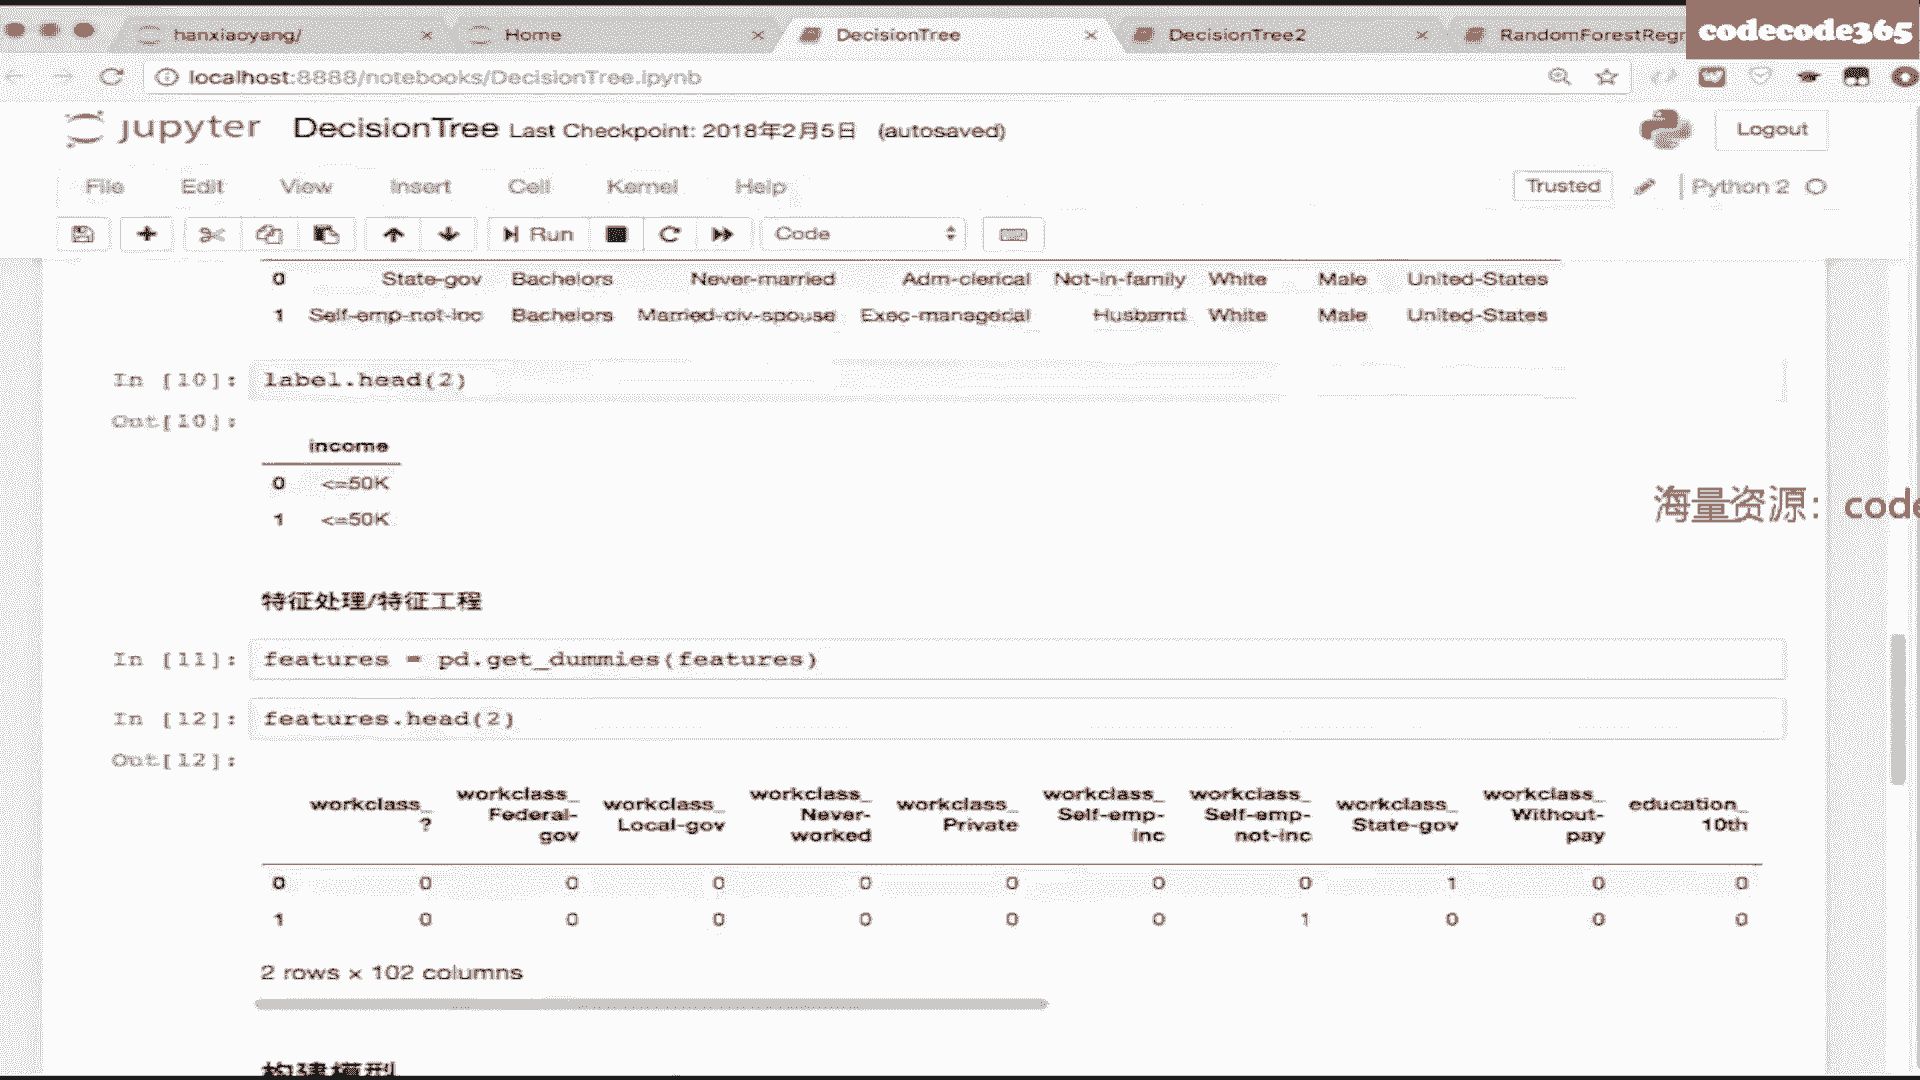 codecode365
hanxiaoyang/ Home DecisionTree DecisionTree2 RandomForestRegr
localhost:8888/notebooks/DecisionTree.ipynb
jupyter DecisionTree Last Checkpoint: 2018年2月5日 (autosaved) Logout
File Edit View Insert Cell Kernel Help Trusted Python 2
Run Code
0 State-gov Bachelors Never-married Adm-clerical Not-in-family White Male United-States
1 Self-emp-not-inc Bachelors Married-civ-spouse Exec-managerial Husband White Male United-States
In [10]: label.head(2)
Out[10]:
income
0 <=50K
1 <=50K
海量资源：code
特征处理/特征工程
In [11]: features = pd.get_dummies(features)
In [12]: features.head(2)
Out[12]:
workclass_ workclass_ workclass_ workclass_ workclass_ workclass_ workclass_ workclass_ workclass_ education_
? Federal- Local-gov Never- Private Self-emp- Self-emp- State-gov Without- 10th
gov worked inc not-inc pay
0 0 0 0 0 0 0 0 1 0 0
1 0 0 0 0 0 0 1 0 0 0
2 rows × 102 columns
构建模型